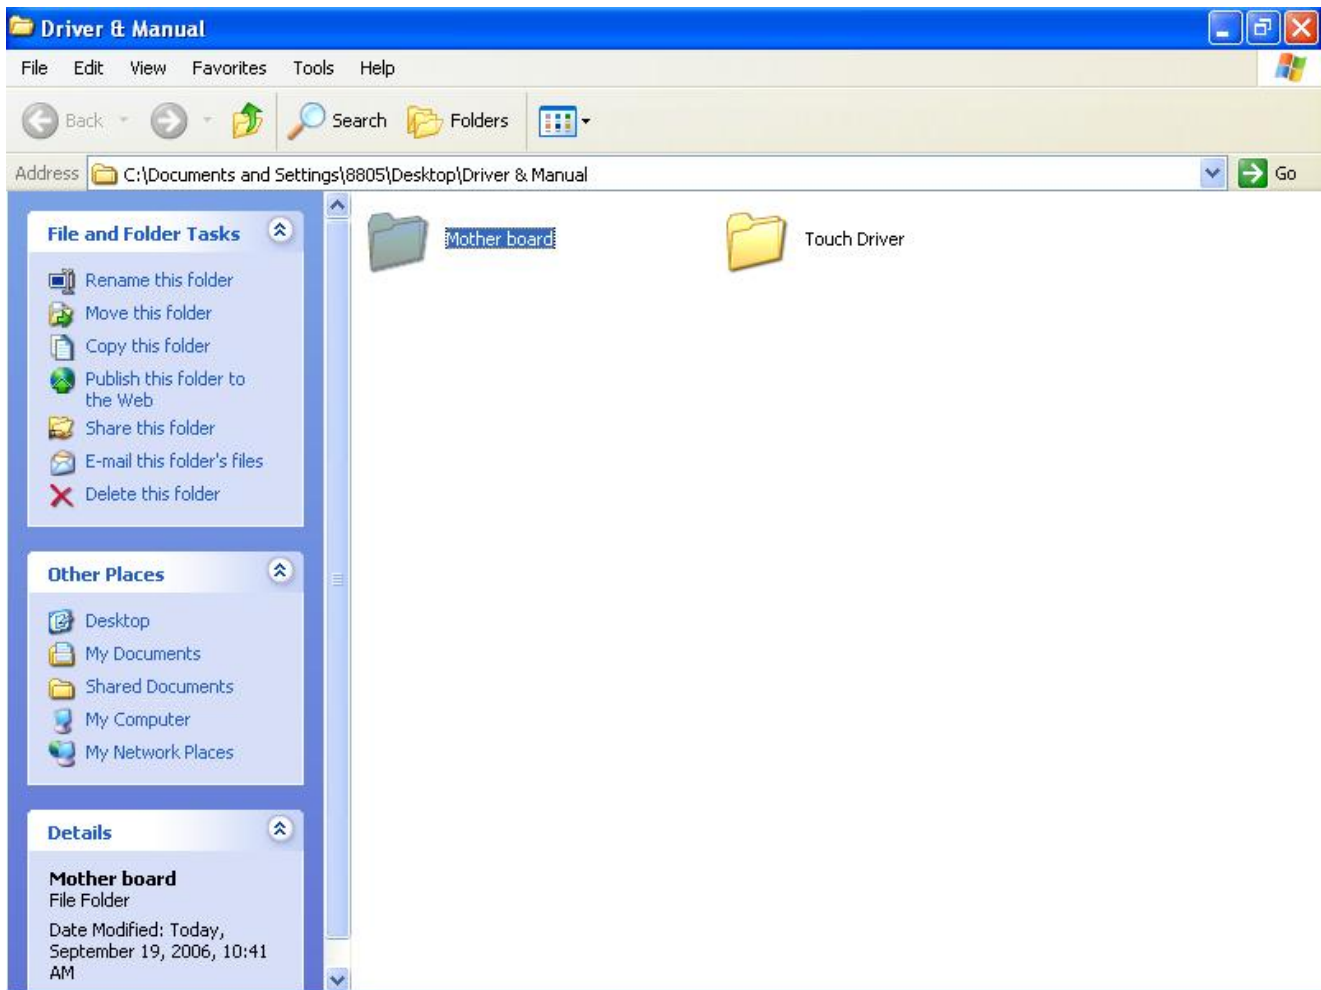 Driver & Manual
File Edit View Favorites Tools Help
Back Search Folders
Address C:\Documents and Settings\8805\Desktop\Driver & Manual Go
File and Folder Tasks
Rename this folder
Move this folder
Copy this folder
Publish this folder to
the Web
Share this folder
E-mail this folder's files
Delete this folder
Other Places
Desktop
My Documents
Shared Documents
My Computer
My Network Places
Details
Mother board
File Folder
Date Modified: Today,
September 19, 2006, 10:41
AM
Mother board Touch Driver